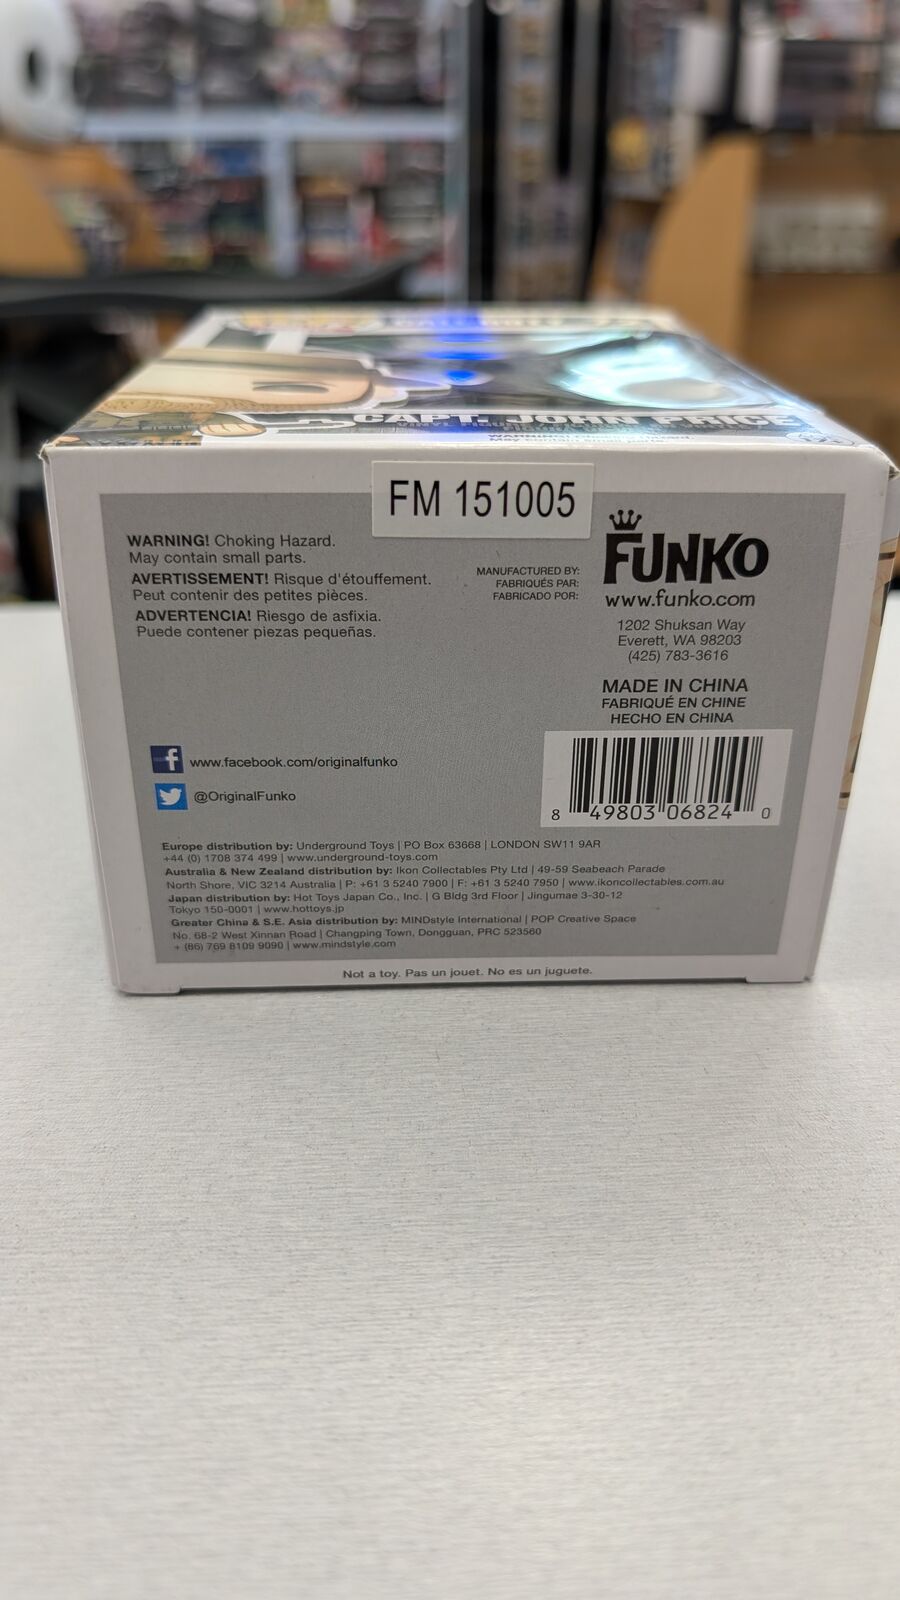 CAPT. JOHN PRICE
VINYL FIGURE
FM 151005
WARNING! Choking Hazard.
May contain small parts.
AVERTISSEMENT! Risque d'étouffement.
Peut contenir des petites pièces.
ADVERTENCIA! Riesgo de asfixia.
Puede contener piezas pequeñas.
MANUFACTURED BY:
FABRIQUÉS PAR:
FABRICADO POR:
FUNKO
www.funko.com
1202 Shuksan Way
Everett, WA 98203
(425) 783-3616
MADE IN CHINA
FABRIQUÉ EN CHINE
HECHO EN CHINA
f www.facebook.com/originalfunko
@OriginalFunko
8 49803 06824 0
Europe distribution by: Underground Toys | PO Box 63668 | LONDON SW11 9AR
+44 (0) 1708 374 499 | www.underground-toys.com
Australia & New Zealand distribution by: Ikon Collectables Pty Ltd | 49-59 Seabeach Parade
North Shore, VIC 3214 Australia | P: +61 3 5240 7900 | F: +61 3 5240 7950 | www.ikoncollectables.com.au
Japan distribution by: Hot Toys Japan Co., Inc. | G Bldg 3rd Floor | Jingumae 3-30-12
Tokyo 150-0001 | www.hottoys.jp
Greater China & S.E. Asia distribution by: MINDstyle International | POP Creative Space
No. 68-2 West Xinnan Road | Changping Town, Dongguan, PRC 523560
+ (86) 769 8109 9090 | www.mindstyle.com
Not a toy. Pas un jouet. No es un juguete.